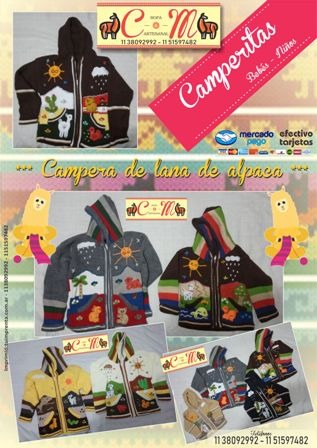 C M
ROPA
ARTESANAL
11 38092992 - 11 51597482
Camperitas
Bebés - Niños
mercado
pago
efectivo
tarjetas
Campera de lana de alpaca
C M
C M
C M
Teléfonos
11 38092992 - 11 51597482